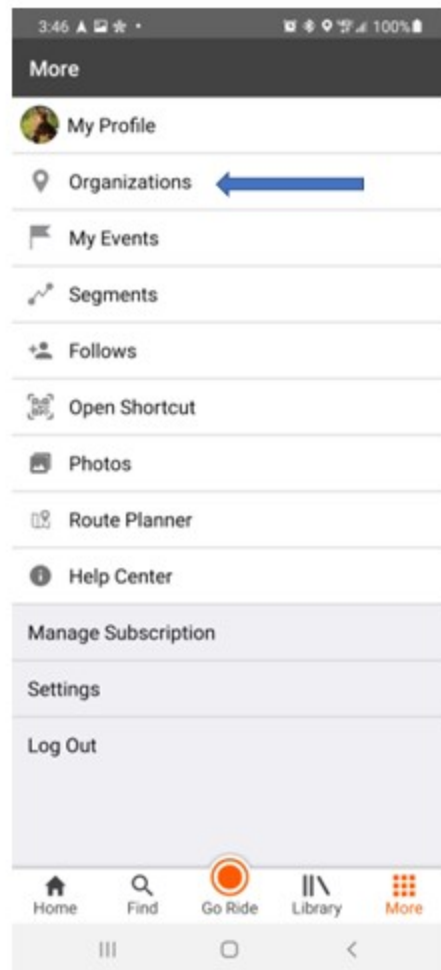 3:46
100%
More
My Profile
Organizations
My Events
Segments
Follows
Open Shortcut
Photos
Route Planner
Help Center
Manage Subscription
Settings
Log Out
Home Find Go Ride Library More